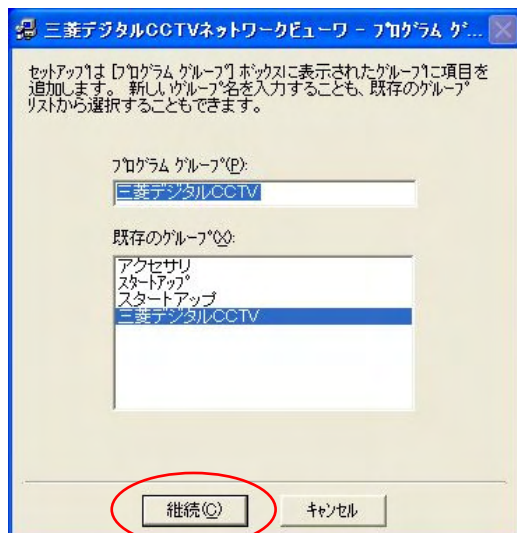 三菱デジタルCCTVネットワークビューワ - プログラム グ...
セットアップは [プログラム グループ] ボックスに表示されたグループに項目を
追加します。 新しいグループ名を入力することも、既存のグループ
リストから選択することもできます。
プログラム グループ(P):
三菱デジタルCCTV
既存のグループ(X):
アクセサリ
スタートアップ
スタートアップ
三菱デジタルCCTV
継続(C)
キャンセル